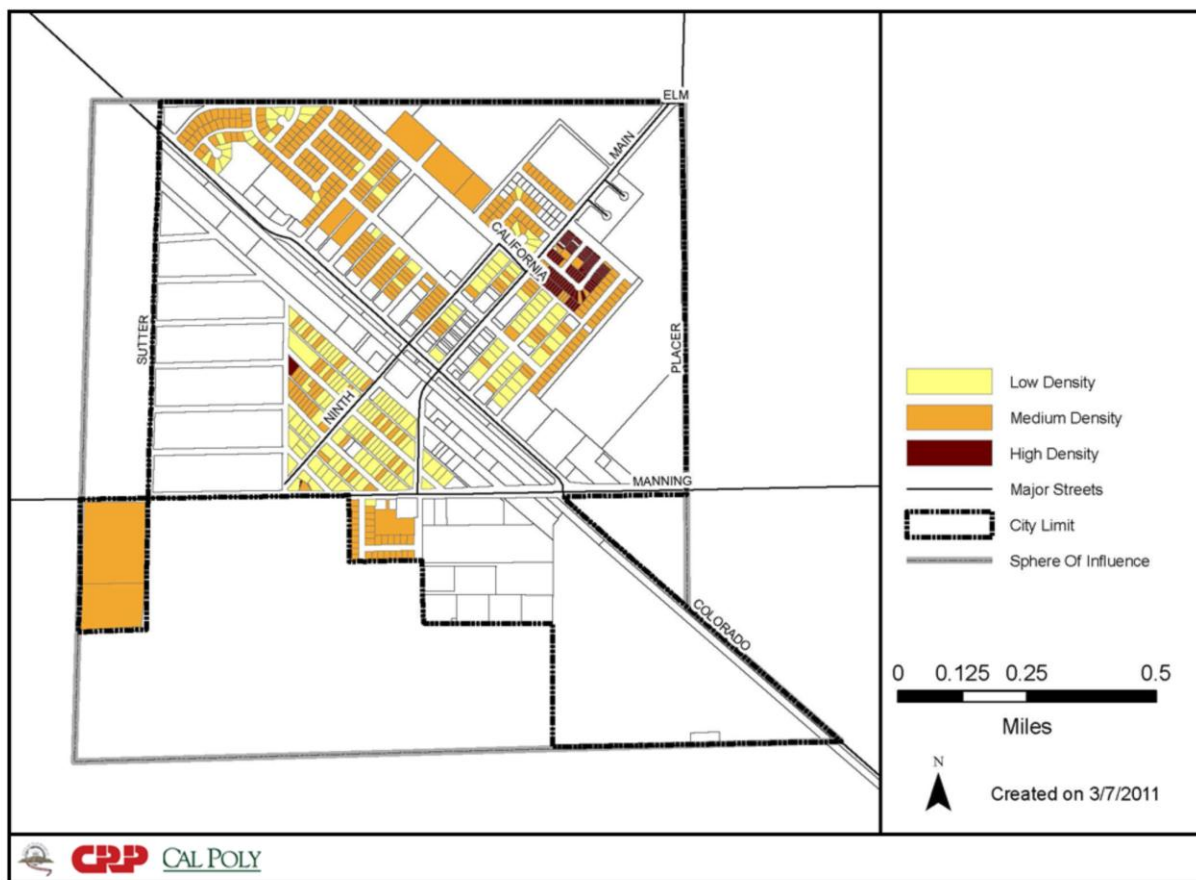 ELM
MAIN
CALIFORNIA
SUTTER
PLACER
NINTH
MANNING
COLORADO
Low Density
Medium Density
High Density
Major Streets
City Limit
Sphere Of Influence
0 0.125 0.25 0.5
Miles
N
Created on 3/7/2011
CRP CAL POLY